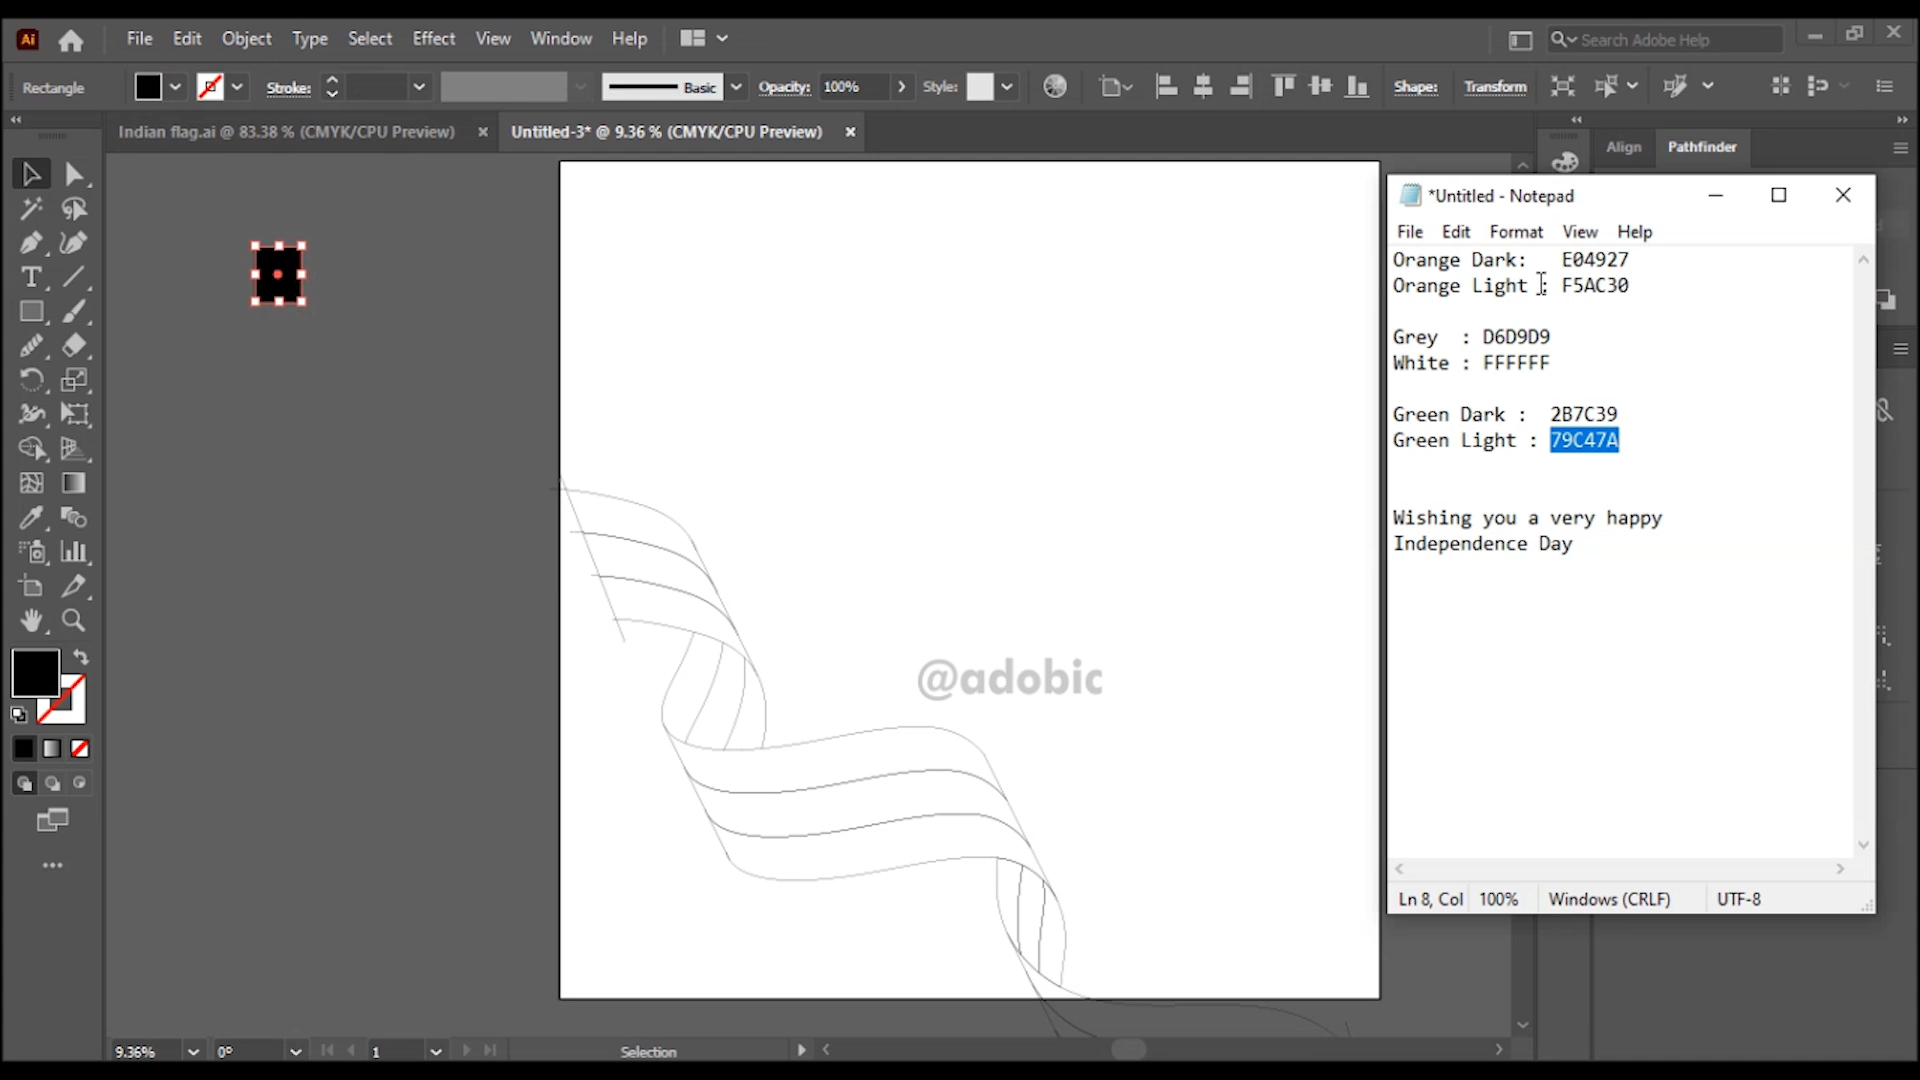 Ai File Edit Object Type Select Effect View Window Help Search Adobe Help
Rectangle Stroke: Basic Opacity: 100% Style: Shape: Transform
Indian flag.ai @ 83.38 % (CMYK/CPU Preview) Untitled-3* @ 9.36 % (CMYK/CPU Preview)
Align Pathfinder
*Untitled - Notepad
File Edit Format View Help
Orange Dark: E04927
Orange Light : F5AC30
Grey : D6D9D9
White : FFFFFF
Green Dark : 2B7C39
Green Light : 79C47A
Wishing you a very happy
Independence Day
@adobic
Ln 8, Col 100% Windows (CRLF) UTF-8
9.36% 0° 1 Selection